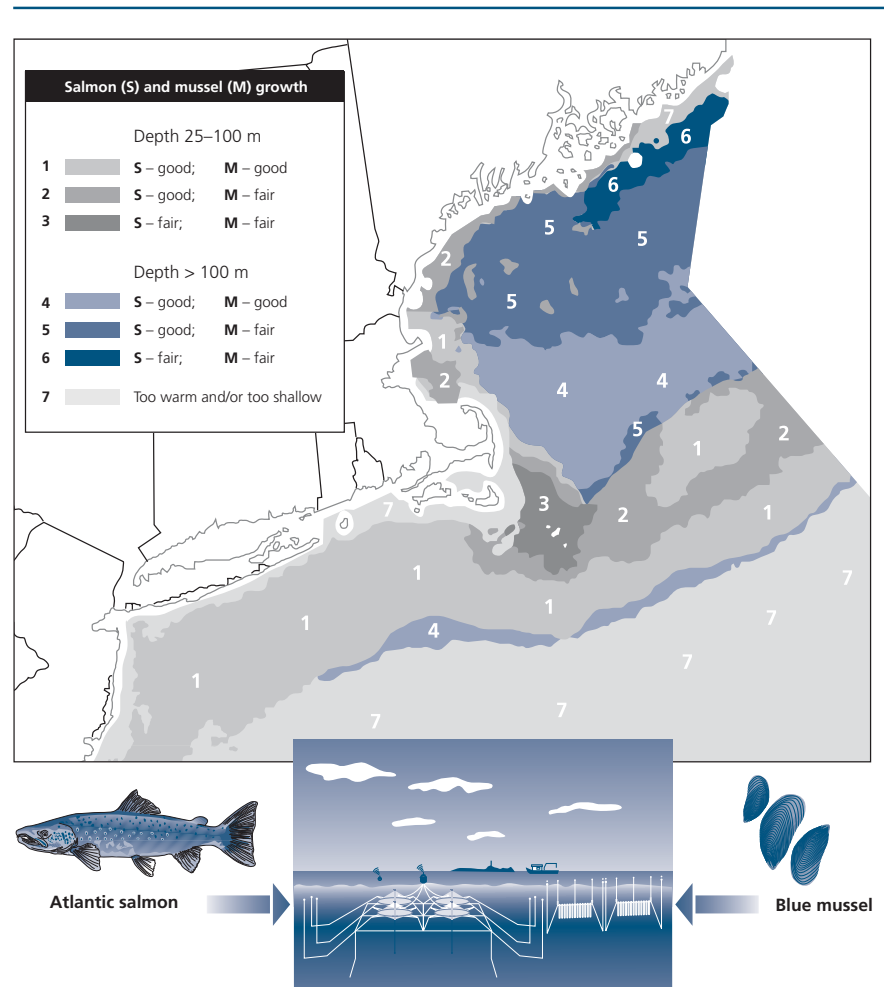 Salmon (S) and mussel (M) growth
Depth 25–100 m
1 S – good; M – good
2 S – good; M – fair
3 S – fair; M – fair
Depth > 100 m
4 S – good; M – good
5 S – good; M – fair
6 S – fair; M – fair
7 Too warm and/or too shallow
7
6
6
5
5
2
5
1
4
4
2
5
2
1
3
7
2
1
1
7
1
7
1
4
7
1
7
7
7
Atlantic salmon
Blue mussel